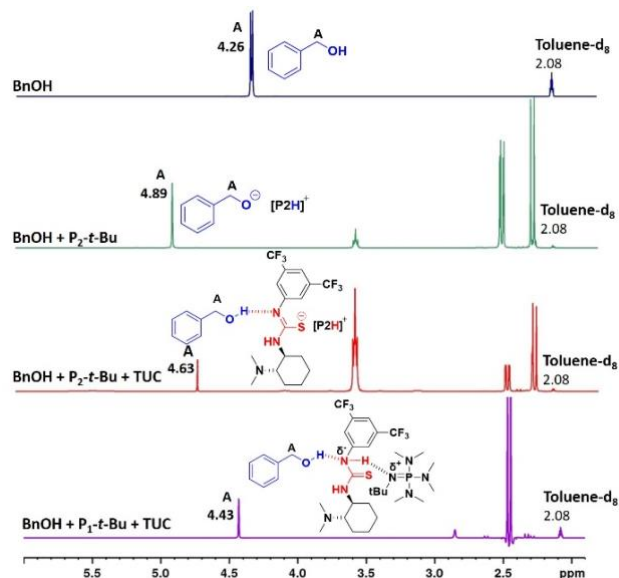 A
4.26
A
OH
Toluene-d8
2.08
BnOH
A
4.89
A
O⊖ [P2H]+
Toluene-d8
2.08
BnOH + P2-t-Bu
CF3
CF3
A
O H N
S⊖ [P2H]+
HN
N
A
4.63
Toluene-d8
2.08
BnOH + P2-t-Bu + TUC
CF3
CF3
A
O H δ- N H δ+
N=P N
N
N
tBu
S
HN
N
A
4.43
Toluene-d8
2.08
BnOH + P1-t-Bu + TUC
5.5 5.0 4.5 4.0 3.5 3.0 2.5 ppm